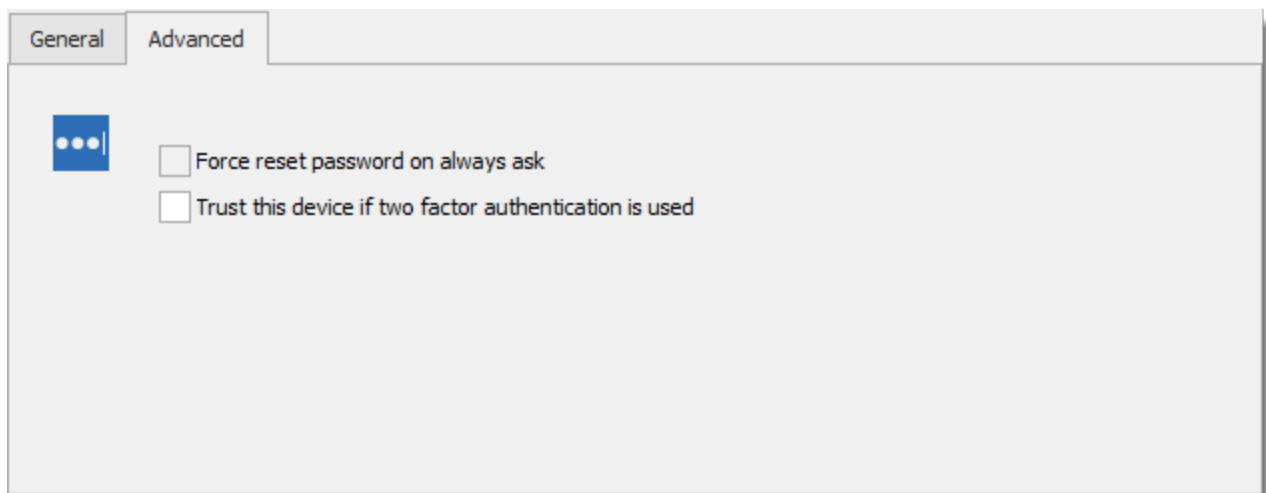 General
Advanced
Force reset password on always ask
Trust this device if two factor authentication is used